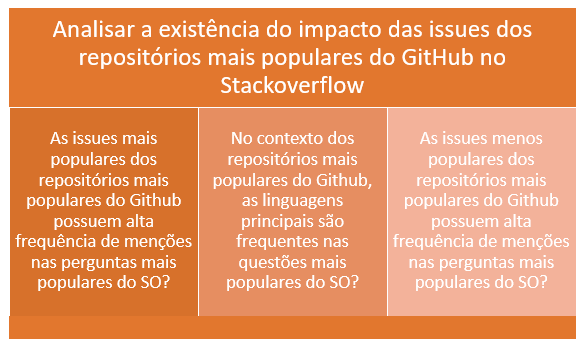 Analisar a existência do impacto das issues dos
repositórios mais populares do GitHub no
Stackoverflow
As issues mais
populares dos
repositórios mais
populares do Github
possuem alta
frequência de menções
nas perguntas mais
populares do SO?
No contexto dos
repositórios mais
populares do Github,
as linguagens
principais são
frequentes nas
questões mais
populares do SO?
As issues menos
populares dos
repositórios mais
populares do Github
possuem alta
frequência de menções
nas perguntas mais
populares do SO?